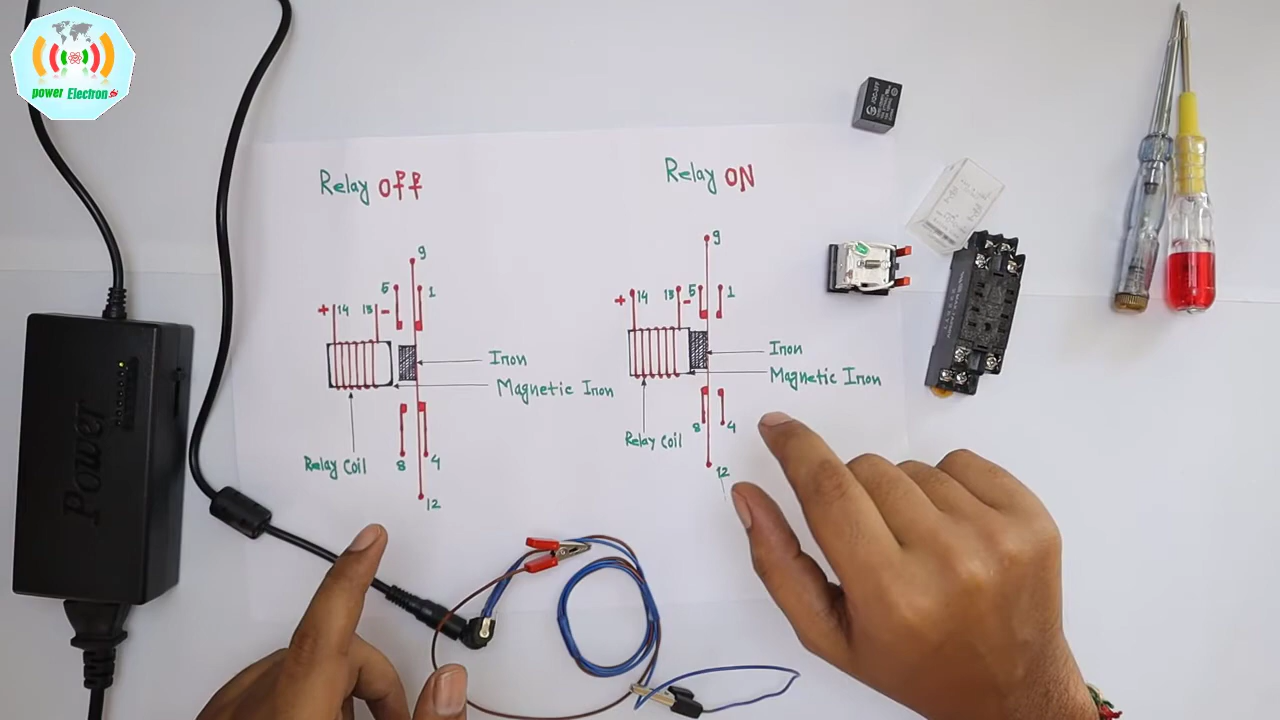 power Electron
Relay OFF
Relay ON
9
5
1
+ 14 13 -
Iron
Magnetic Iron
Relay Coil
8
4
12
9
+ 14 13 - 5
1
Iron
Magnetic Iron
Relay Coil
8
4
12
Power